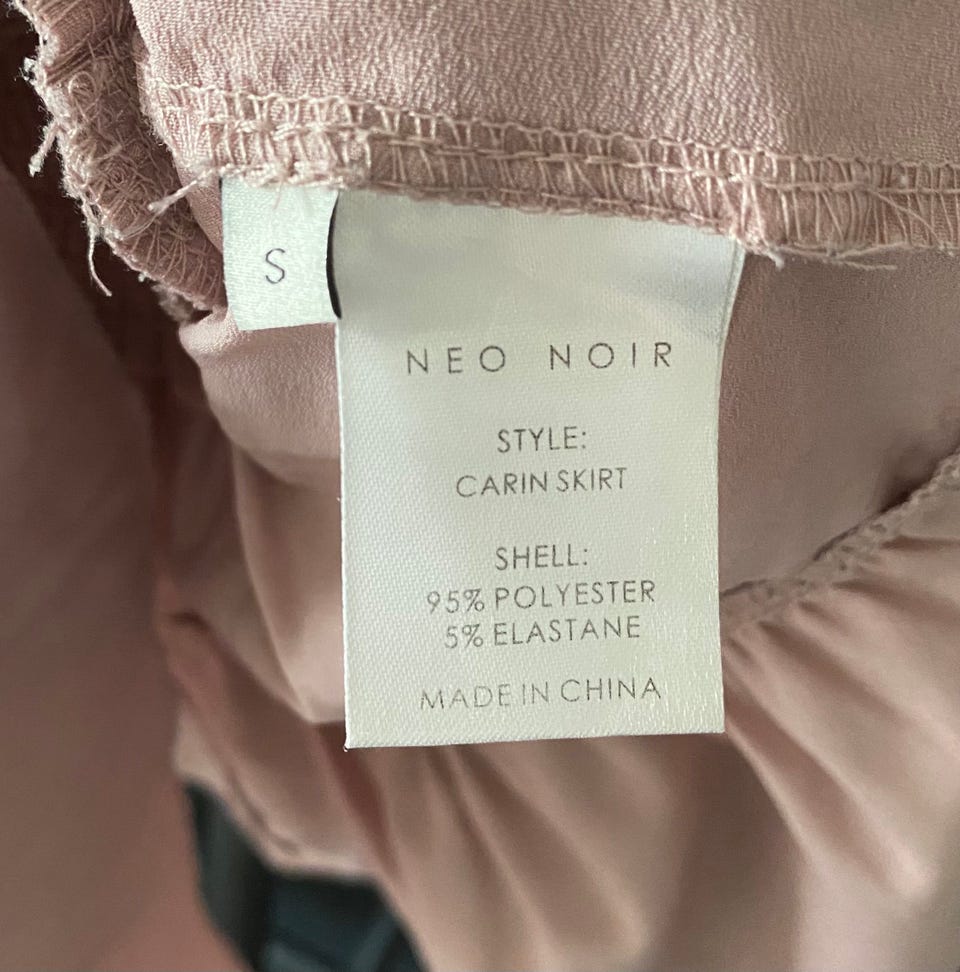 S
NEO NOIR
STYLE:
CARIN SKIRT
SHELL:
95% POLYESTER
5% ELASTANE
MADE IN CHINA